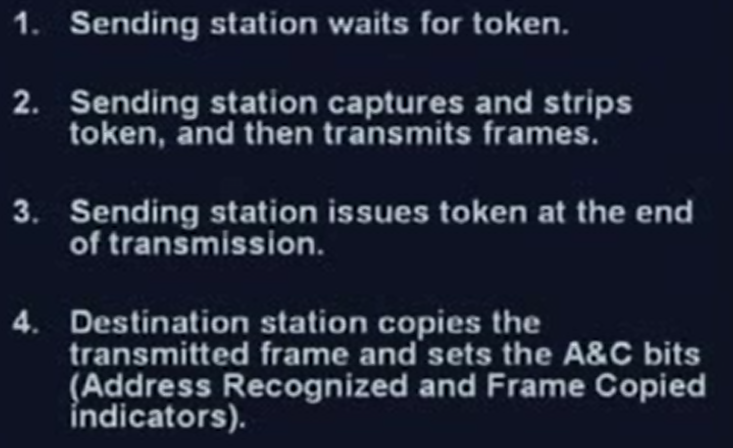 1. Sending station waits for token.
2. Sending station captures and strips
token, and then transmits frames.
3. Sending station issues token at the end
of transmission.
4. Destination station copies the
transmitted frame and sets the A&C bits
(Address Recognized and Frame Copied
indicators).